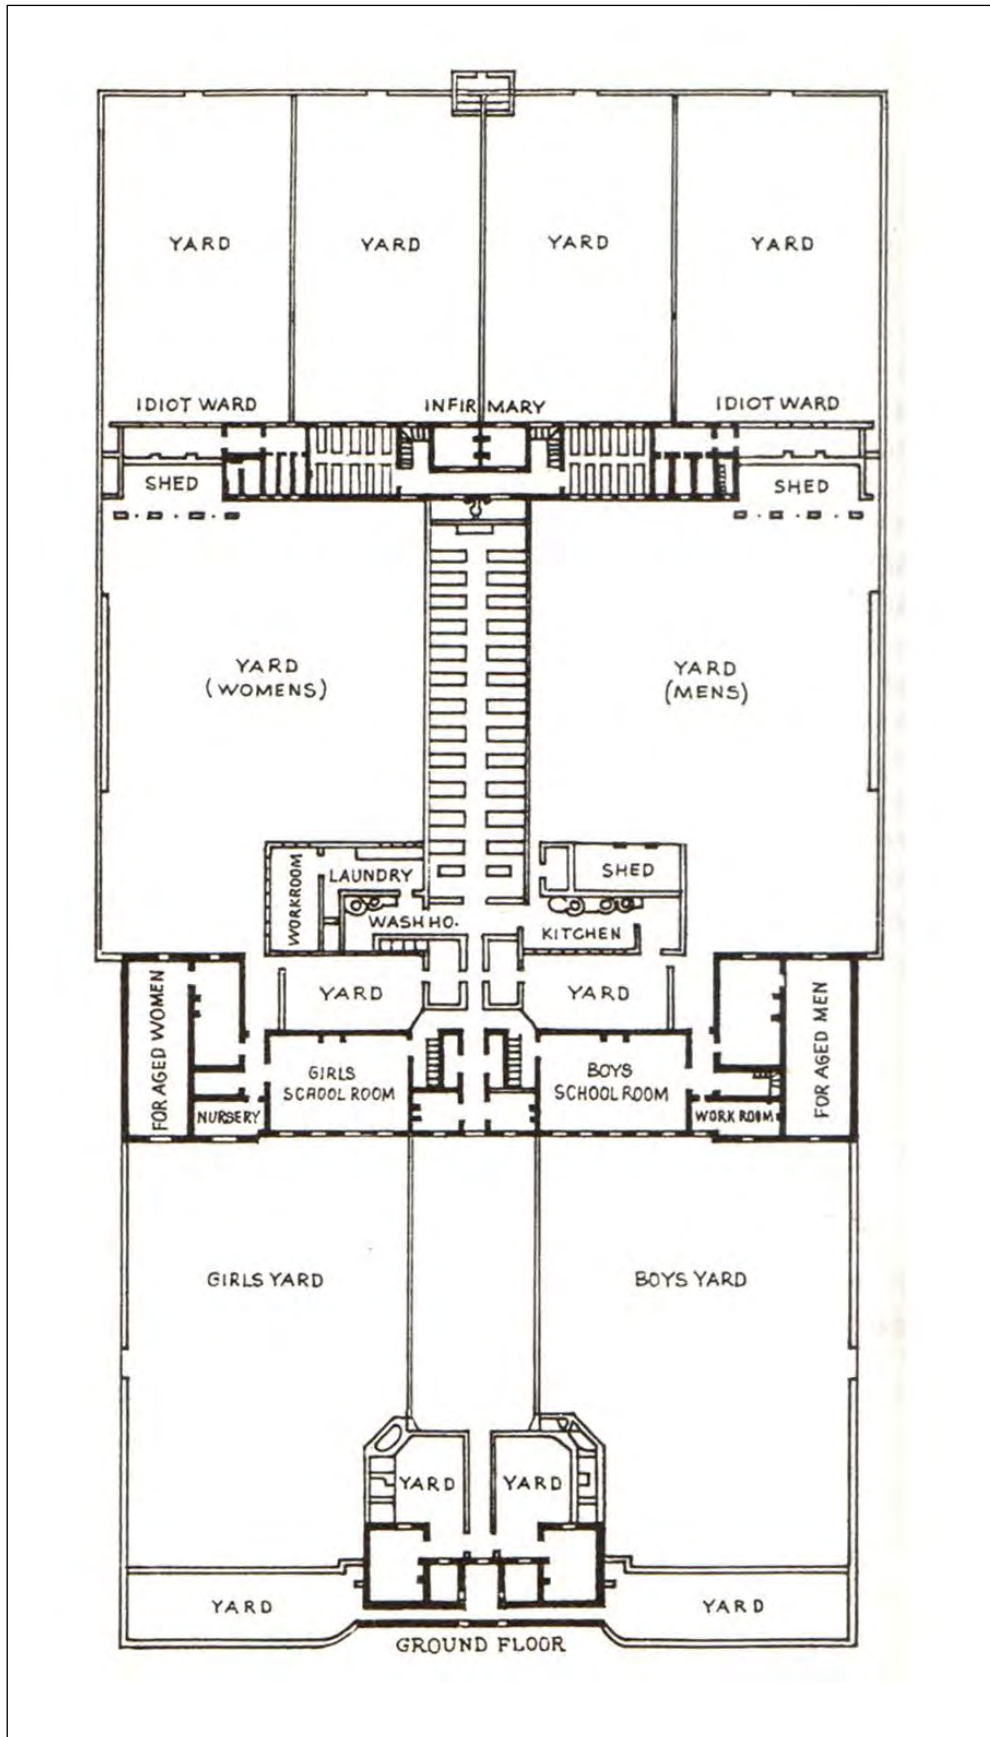 YARD
YARD
YARD
YARD
IDIOT WARD
INFIRMARY
IDIOT WARD
SHED
SHED
YARD
(WOMENS)
YARD
(MENS)
WORKROOM
LAUNDRY
SHED
WASH HO.
KITCHEN
FOR AGED WOMEN
YARD
YARD
FOR AGED MEN
GIRLS
SCHOOL ROOM
BOYS
SCHOOL ROOM
NURSERY
WORK ROOM
GIRLS YARD
BOYS YARD
YARD
YARD
YARD
YARD
GROUND FLOOR